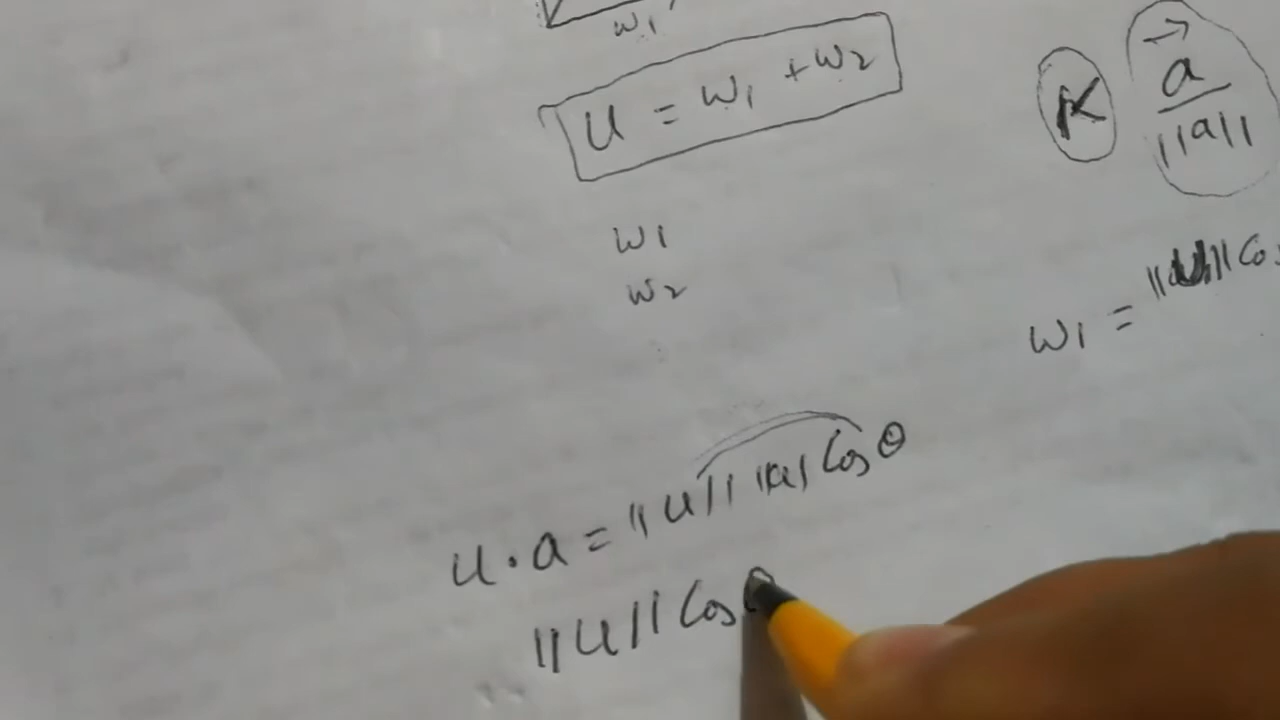 w1
u = w1 + w2
K a→ / ||a||
w1
w2
w1 = ||u|| Cos
u · a = ||u|| ||a|| Cos θ
||u|| Cos θ